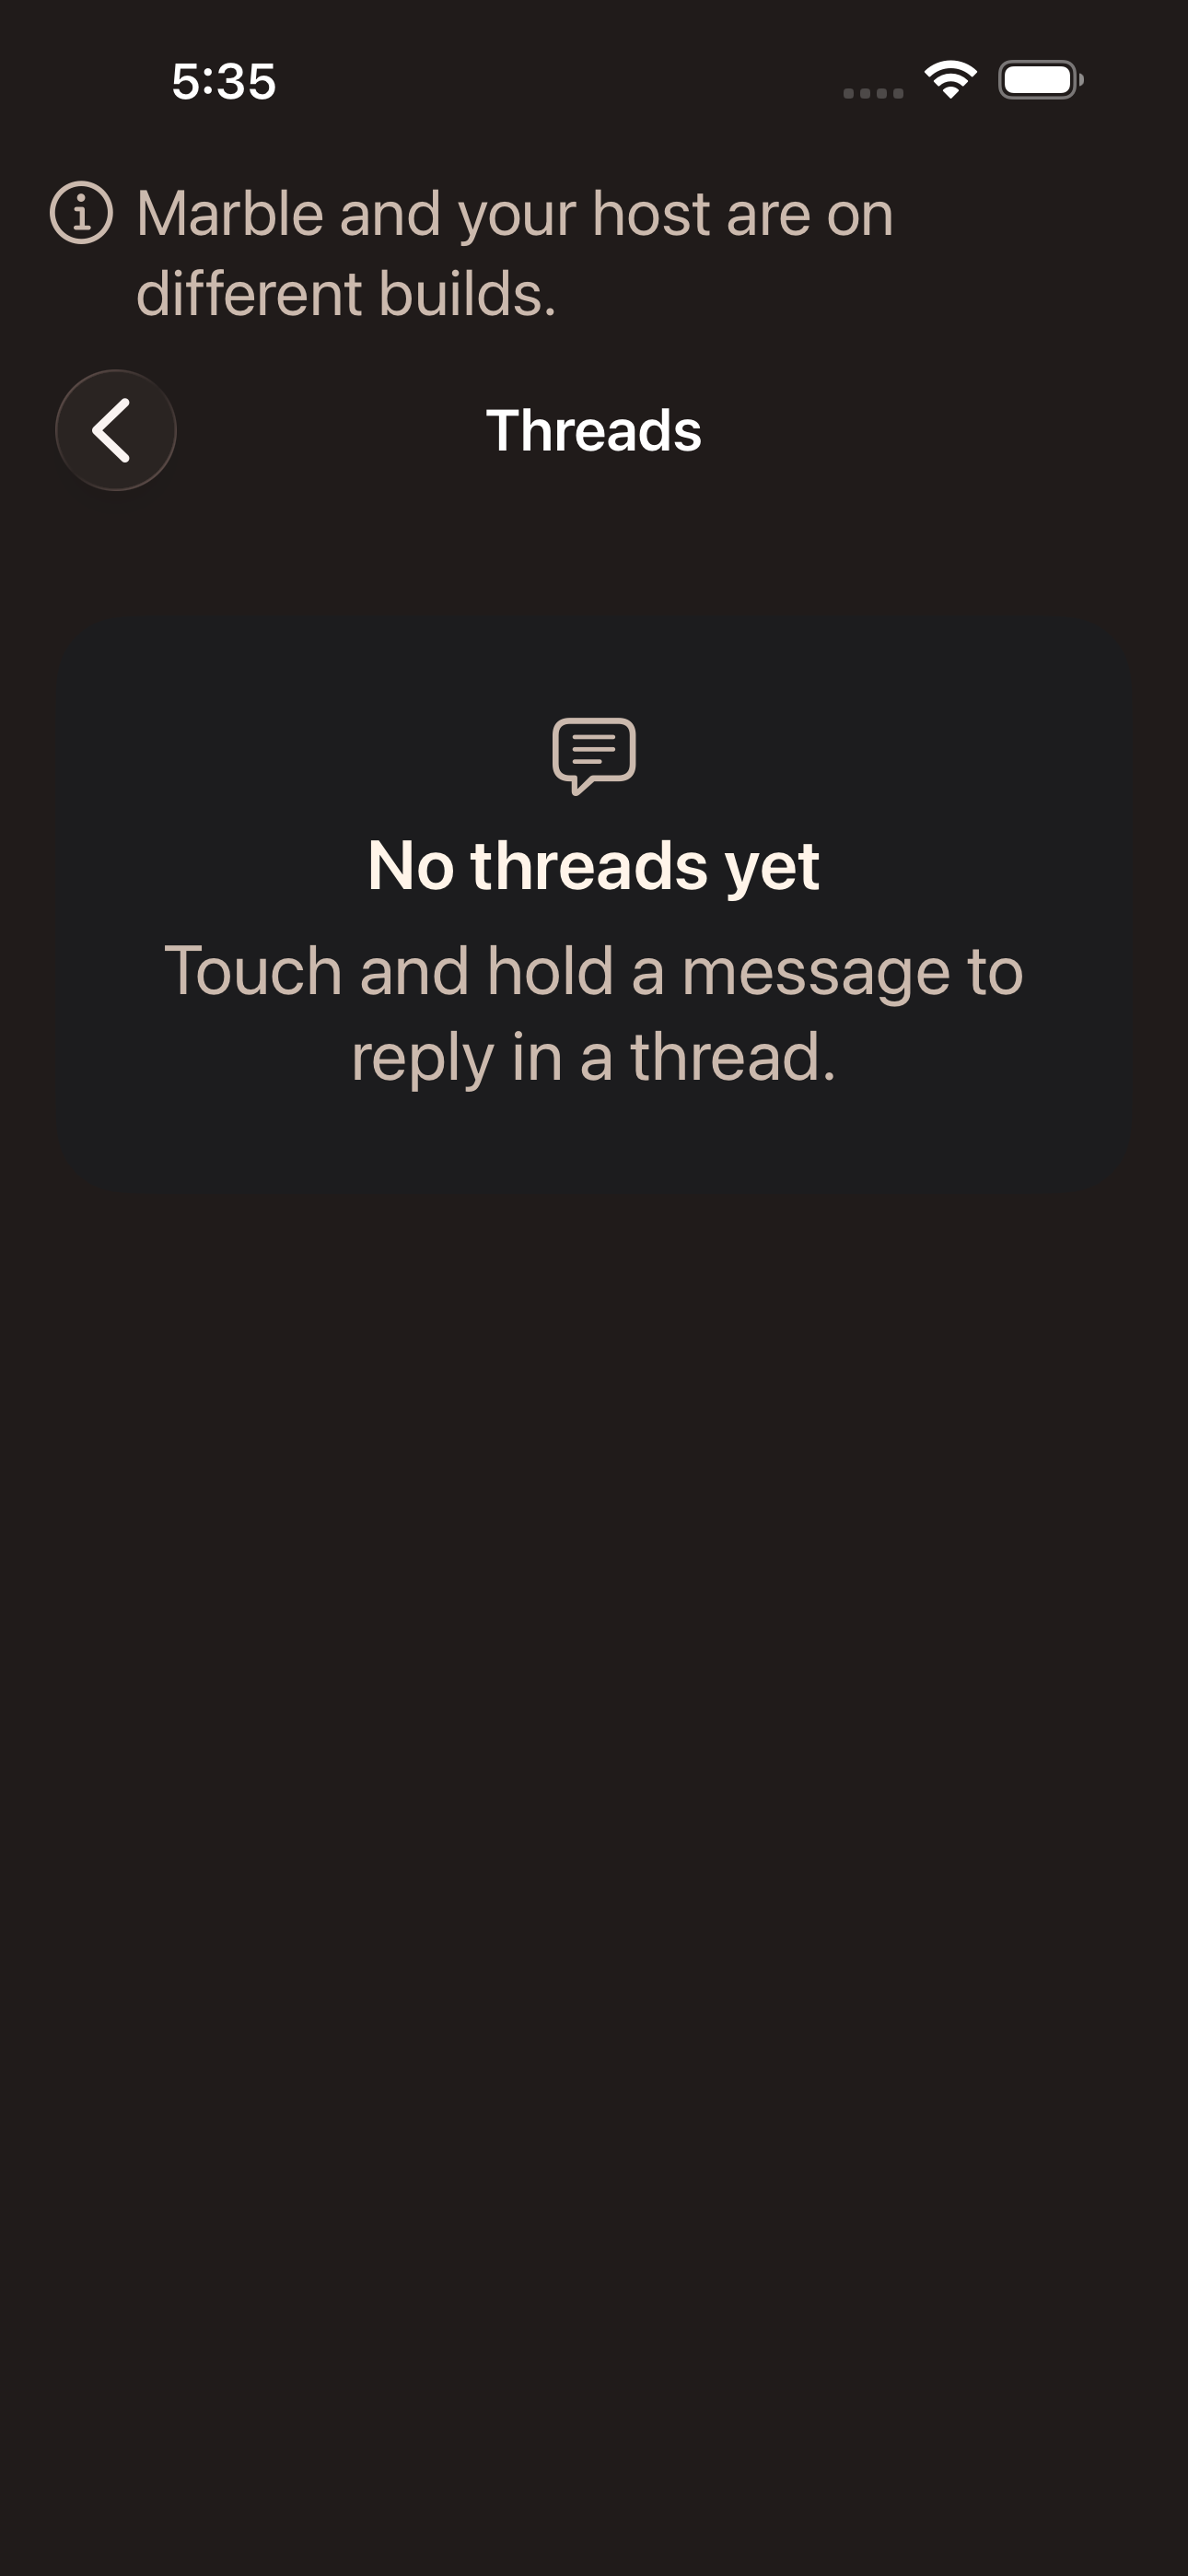 5:35
Marble and your host are on
different builds.
Threads
No threads yet
Touch and hold a message to
reply in a thread.